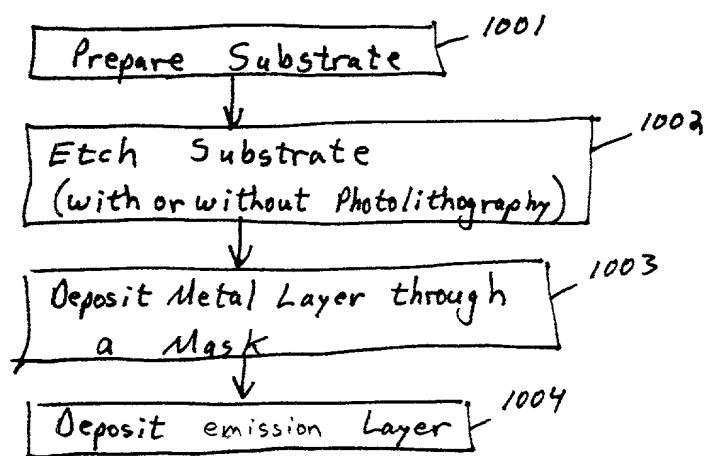 1001
Prepare Substrate
1002
Etch Substrate
(with or without Photolithography)
1003
Deposit Metal Layer through
a Mask
1004
Deposit emission Layer